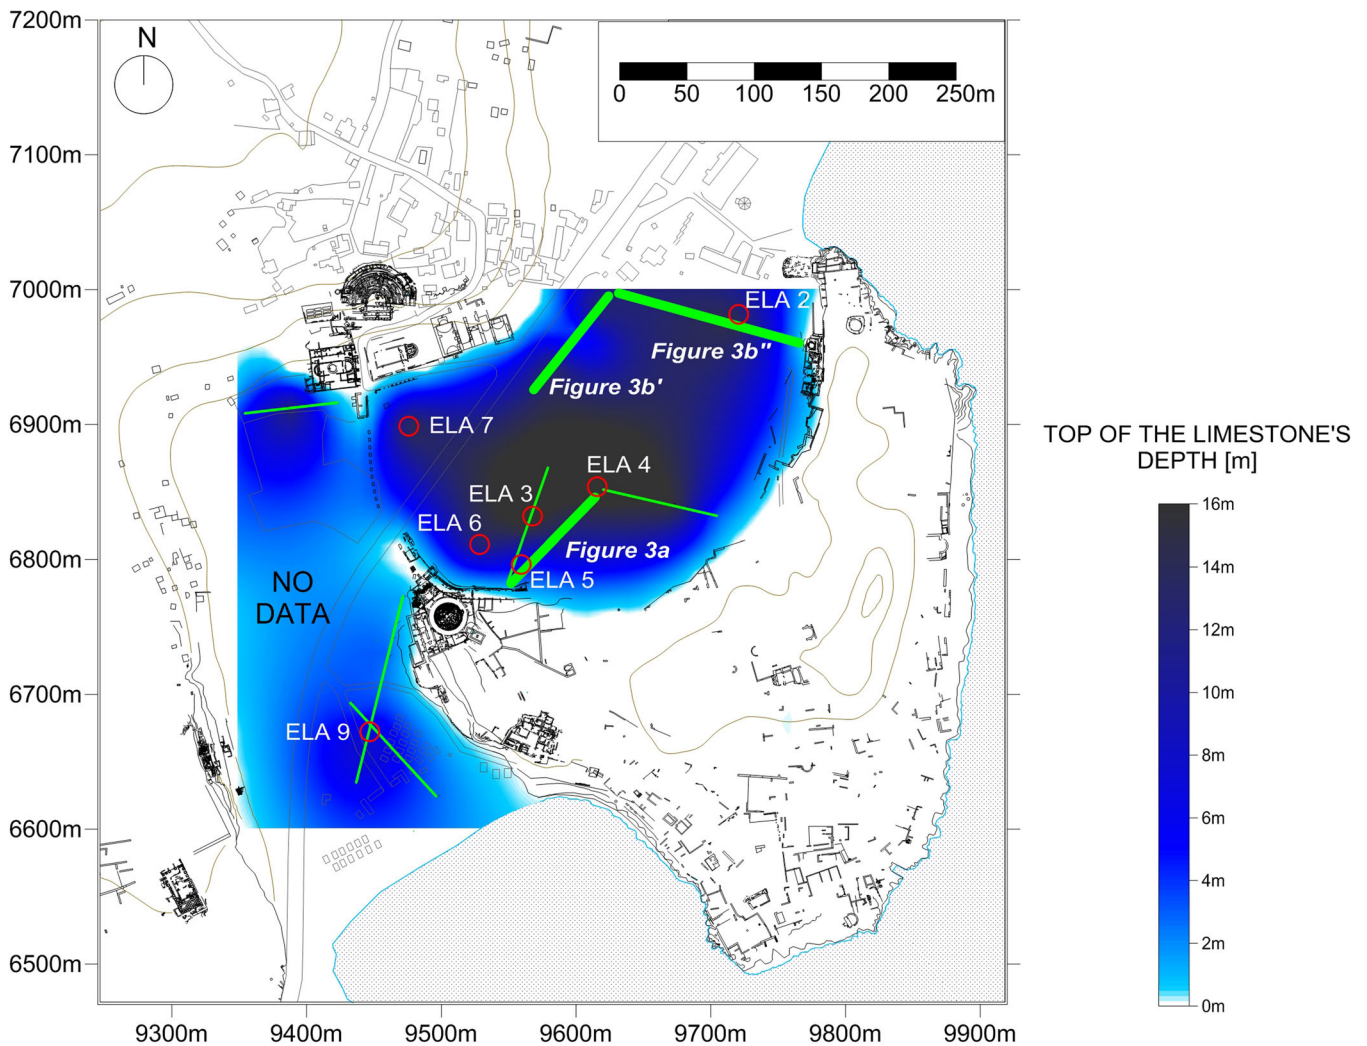 7200m
N
0 50 100 150 200 250m
7100m
7000m
ELA 2
Figure 3b"
Figure 3b'
6900m
ELA 7
TOP OF THE LIMESTONE'S
DEPTH [m]
ELA 4
ELA 3
16m
ELA 6
Figure 3a
6800m
ELA 5
14m
NO
DATA
12m
6700m
10m
ELA 9
8m
6600m
6m
4m
6500m
2m
0m
9300m 9400m 9500m 9600m 9700m 9800m 9900m